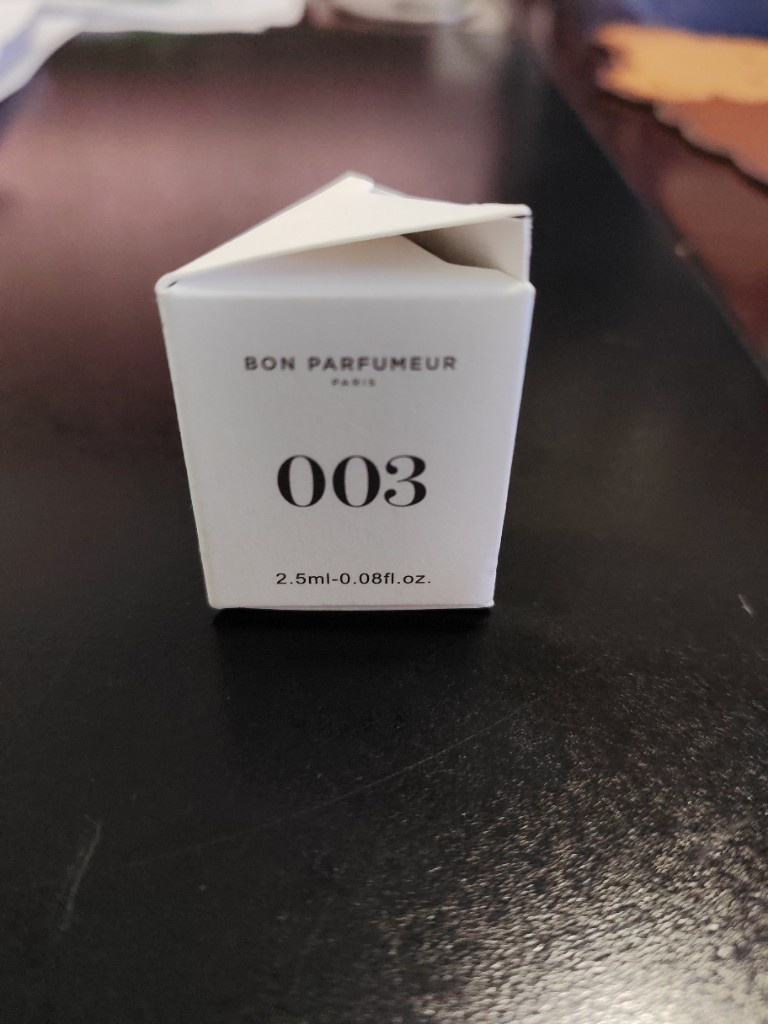 BON PARFUMEUR
PARIS
003
2.5ml-0.08fl.oz.